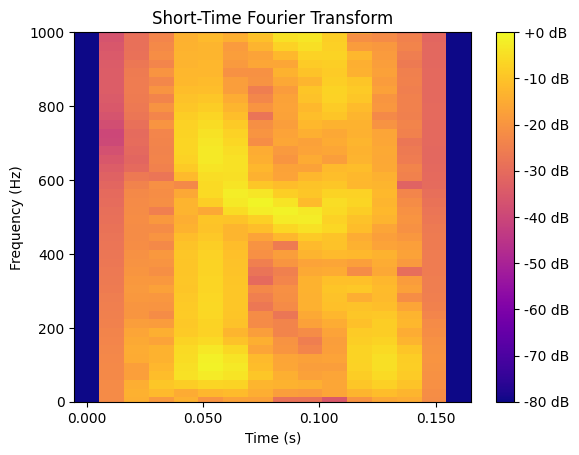 Short-Time Fourier Transform
Frequency (Hz)
1000
800
600
400
200
0
0.000
0.050
0.100
0.150
Time (s)
+0 dB
-10 dB
-20 dB
-30 dB
-40 dB
-50 dB
-60 dB
-70 dB
-80 dB